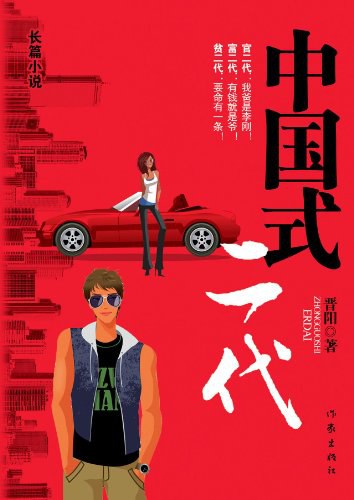 长篇小说
官二代：我爸是李刚！
富二代：有钱就是爷！
贫二代：要命有一条！
中国式
二代
晋阳◎著
ZHONGGUOSHI
ERDAI
作家出版社